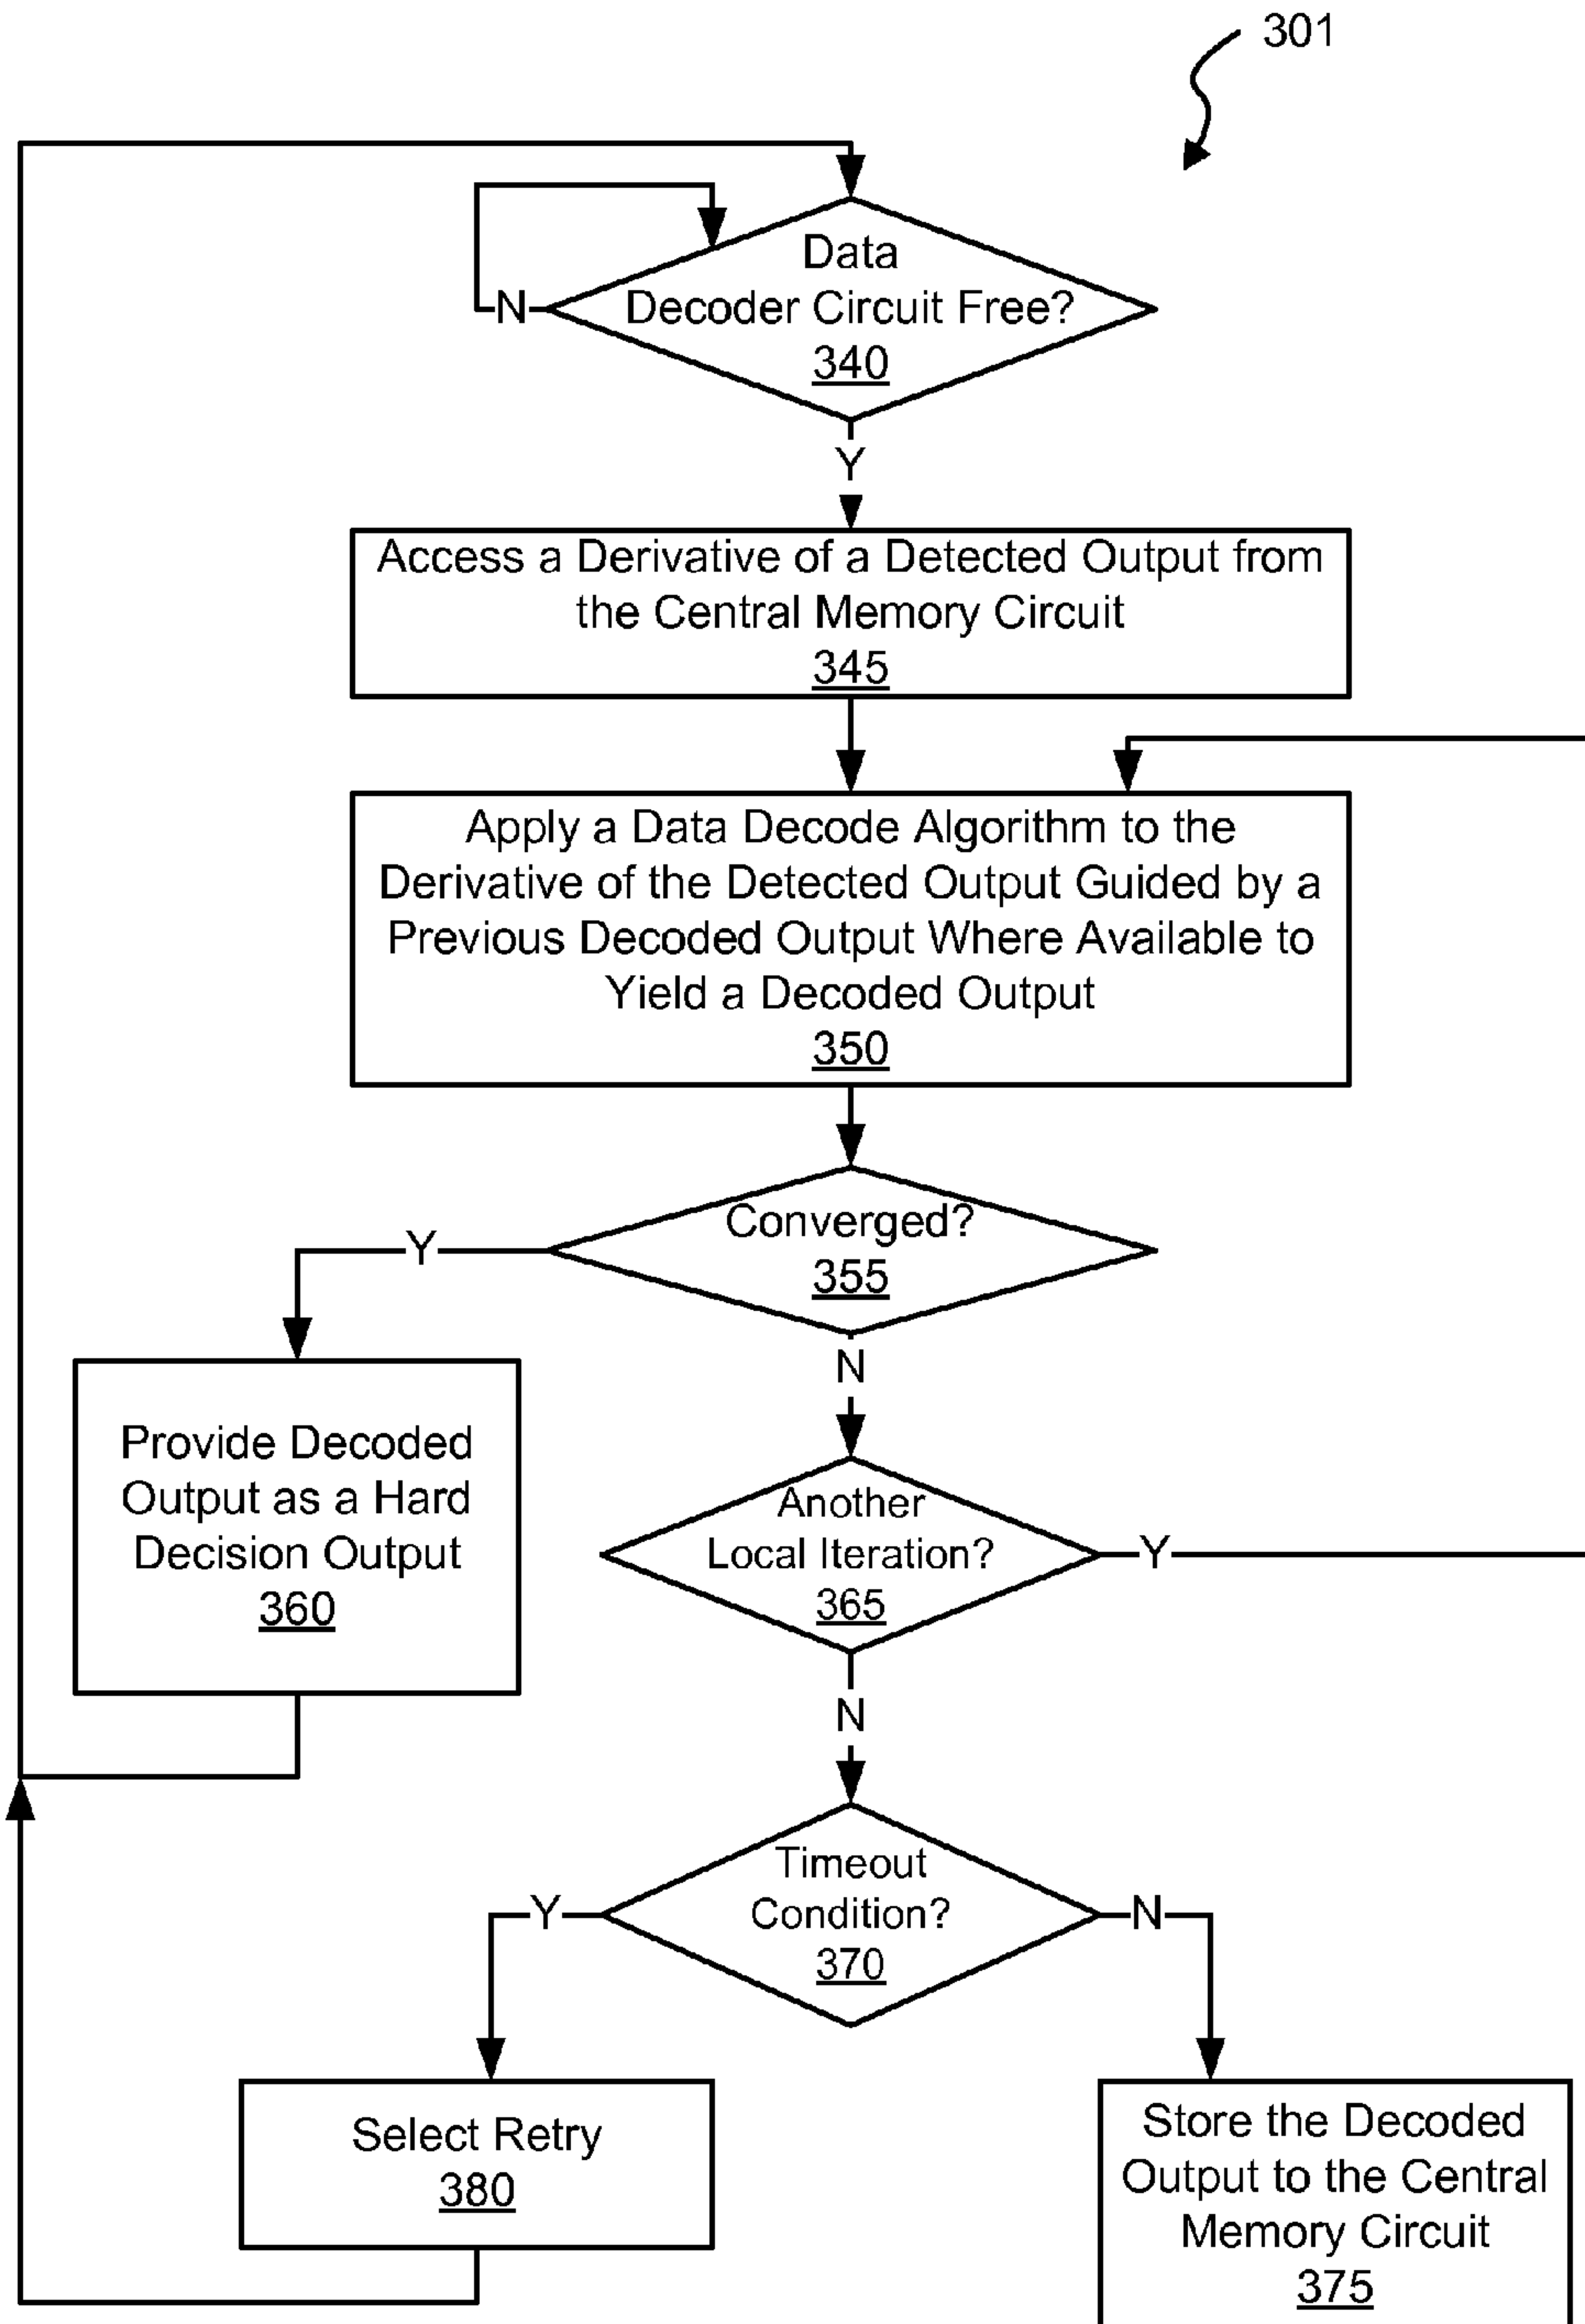 301
Data
Decoder Circuit Free?
340
N
Y
Access a Derivative of a Detected Output from
the Central Memory Circuit
345
Apply a Data Decode Algorithm to the
Derivative of the Detected Output Guided by a
Previous Decoded Output Where Available to
Yield a Decoded Output
350
Converged?
355
Y
N
Provide Decoded
Output as a Hard
Decision Output
360
Another
Local Iteration?
365
Y
N
Timeout
Condition?
370
Y
N
Select Retry
380
Store the Decoded
Output to the Central
Memory Circuit
375